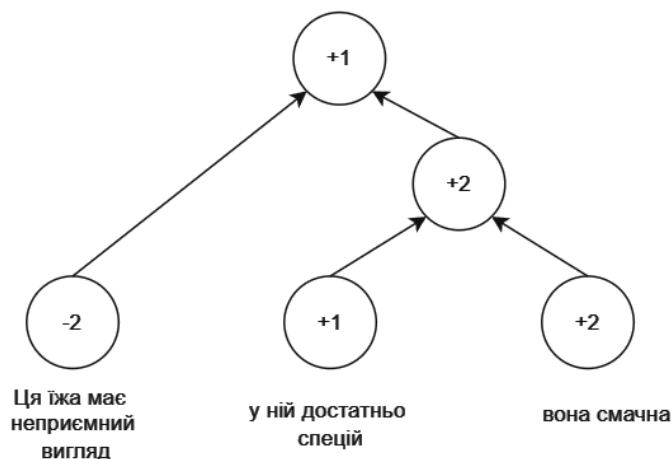 +1
+2
-2
+1
+2
Ця їжа має
неприємний
вигляд
у ній достатньо
спецій
вона смачна